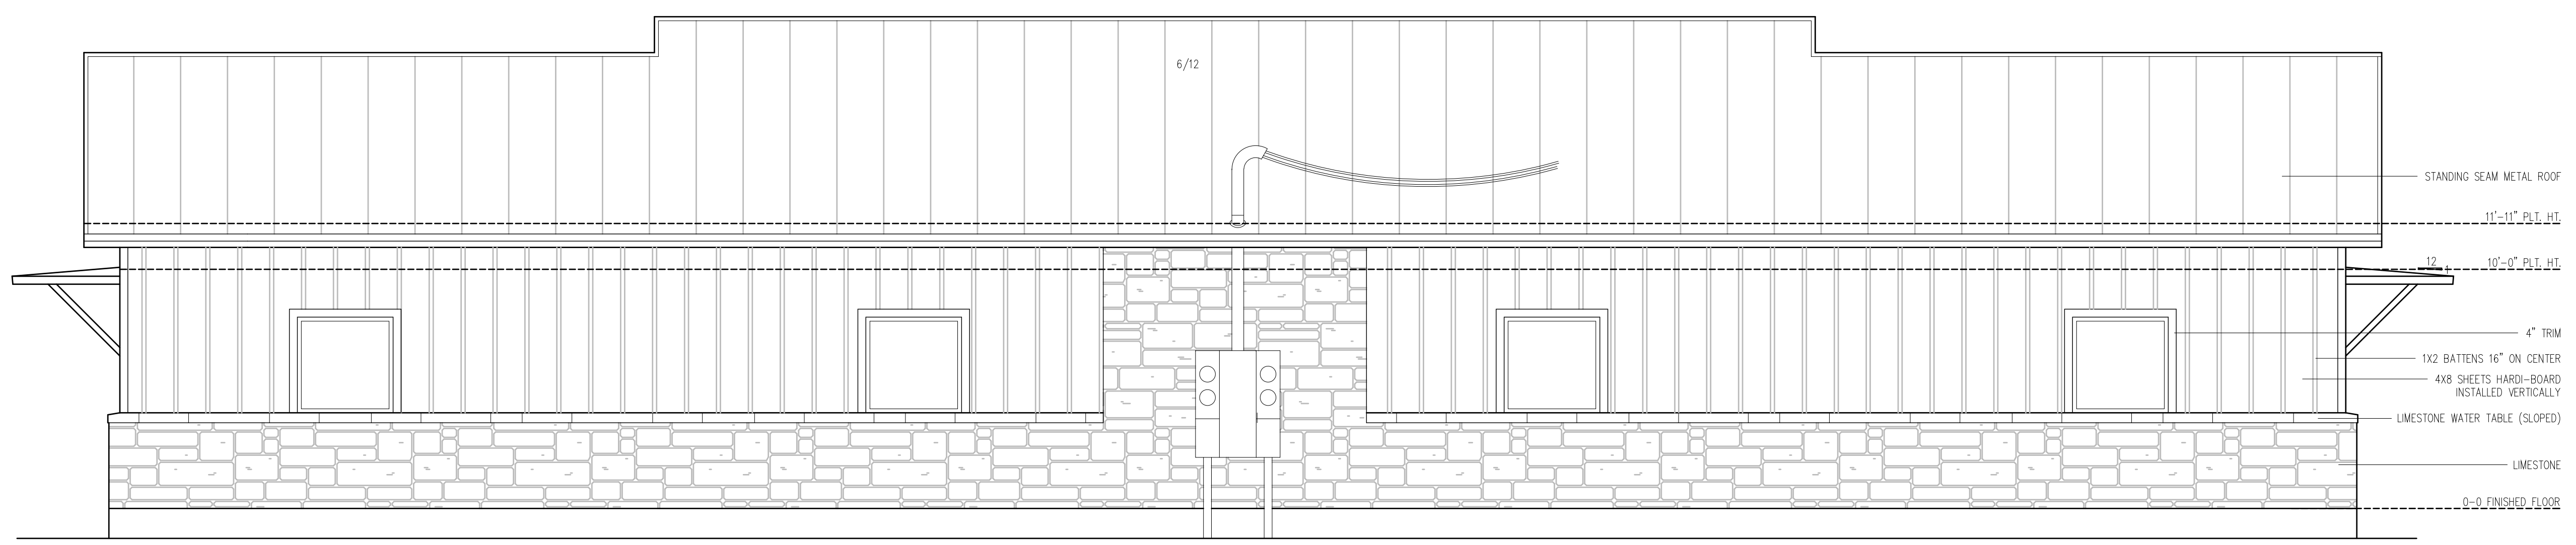 6/12
STANDING SEAM METAL ROOF
11'-11" PLT. HT.
12
1
10'-0" PLT. HT.
4" TRIM
1X2 BATTENS 16" ON CENTER
4X8 SHEETS HARDI-BOARD
INSTALLED VERTICALLY
LIMESTONE WATER TABLE (SLOPED)
LIMESTONE
0-0 FINISHED FLOOR